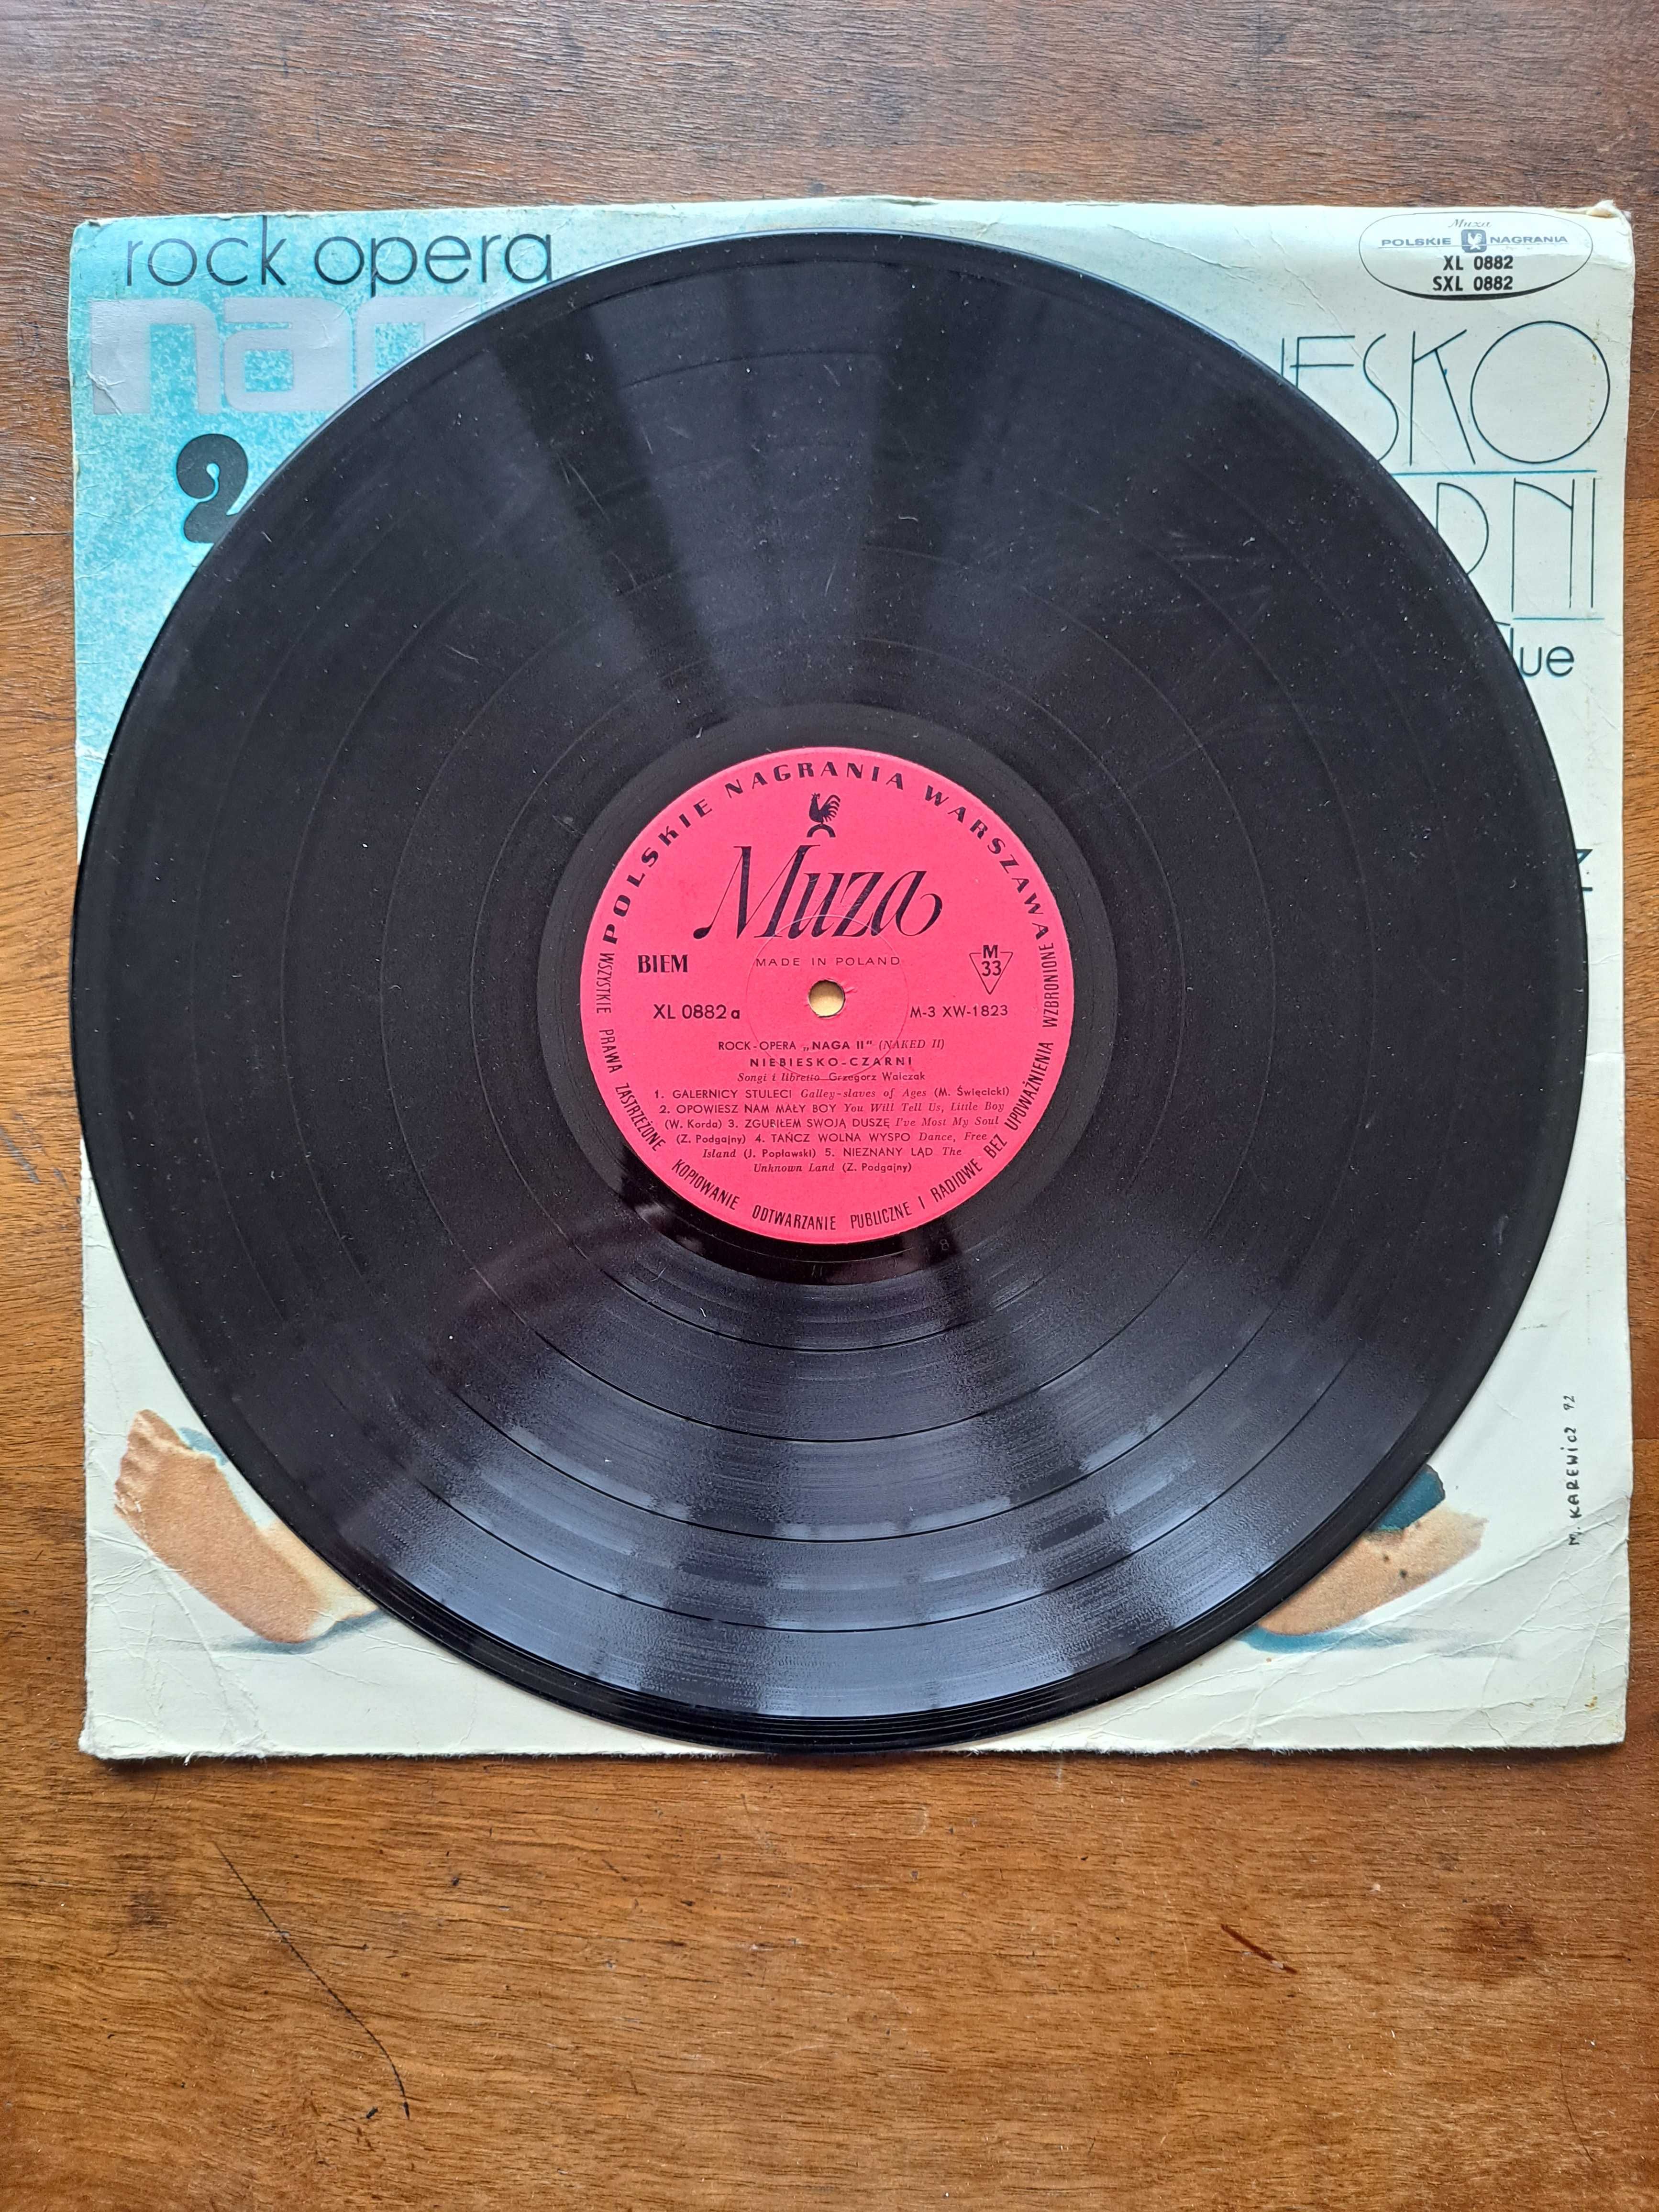 rock opera
Muza
POLSKIE NAGRANIA
XL 0882
SXL 0882
2
M. KAREWicz 72
POLSKIE NAGRANIA WARSZAWA
Muza
BIEM MADE IN POLAND M 33
XL 0882 a M-3 XW-1823
ROCK-OPERA „NAGA II" (NAKED II)
NIEBIESKO-CZARNI
Songi i libretto Grzegorz Walczak
1. GALERNICY STULECI Galley-slaves of Ages (M. Święcicki)
2. OPOWIESZ NAM MAŁY BOY You Will Tell Us, Little Boy
(W. Korda) 3. ZGUBIŁEM SWOJĄ DUSZĘ I've Most My Soul
(Z. Podgajny) 4. TAŃCZ WOLNA WYSPO Dance, Free
Island (J. Popławski) 5. NIEZNANY LĄD The
Unknown Land (Z. Podgajny)
WSZYSTKIE PRAWA ZASTRZEŻONE KOPIOWANIE ODTWARZANIE PUBLICZNE I RADIOWE BEZ UPOWAŻNIENIA WZBRONIONE